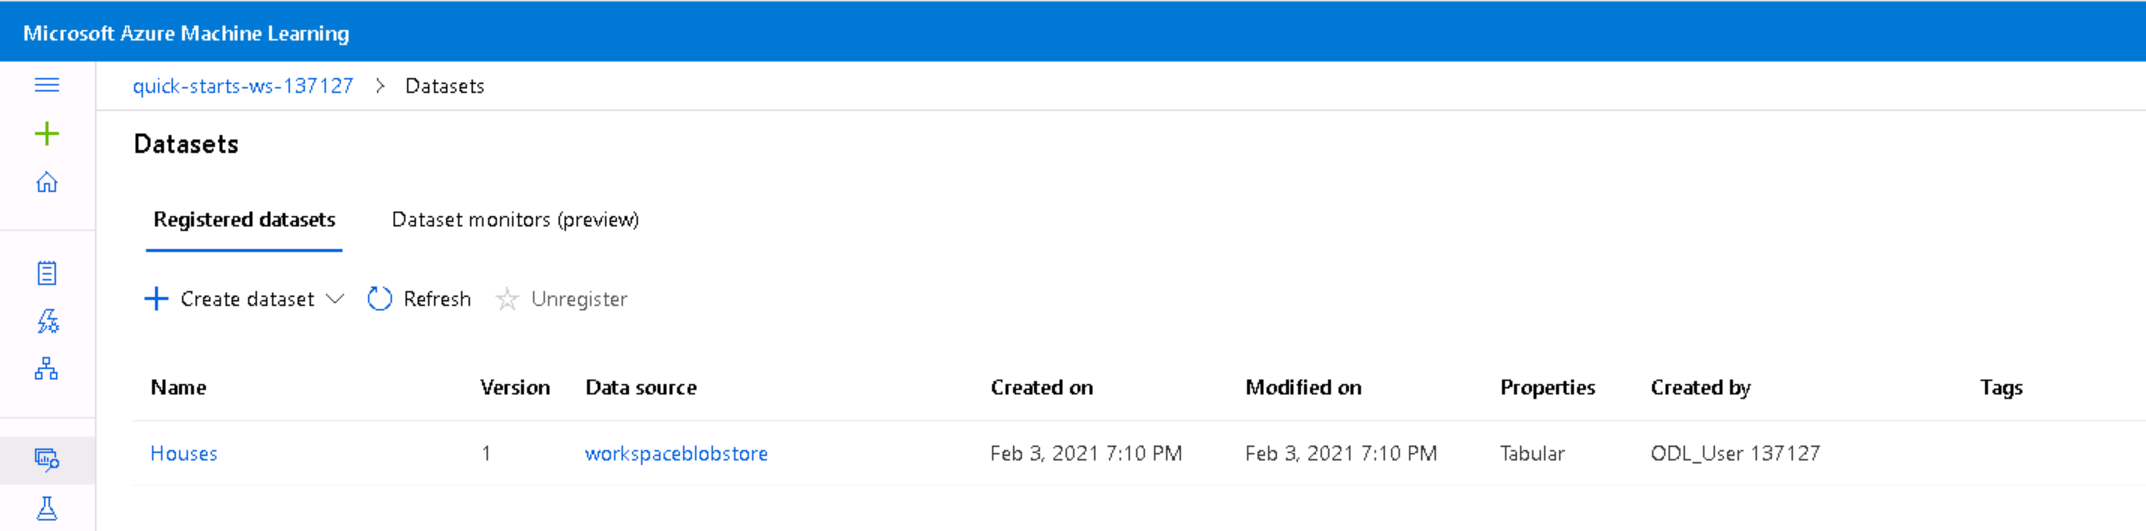 Microsoft Azure Machine Learning
quick-starts-ws-137127 > Datasets
Datasets
Registered datasets Dataset monitors (preview)
Create dataset Refresh Unregister
Name Version Data source Created on Modified on Properties Created by Tags
Houses 1 workspaceblobstore Feb 3, 2021 7:10 PM Feb 3, 2021 7:10 PM Tabular ODL_User 137127